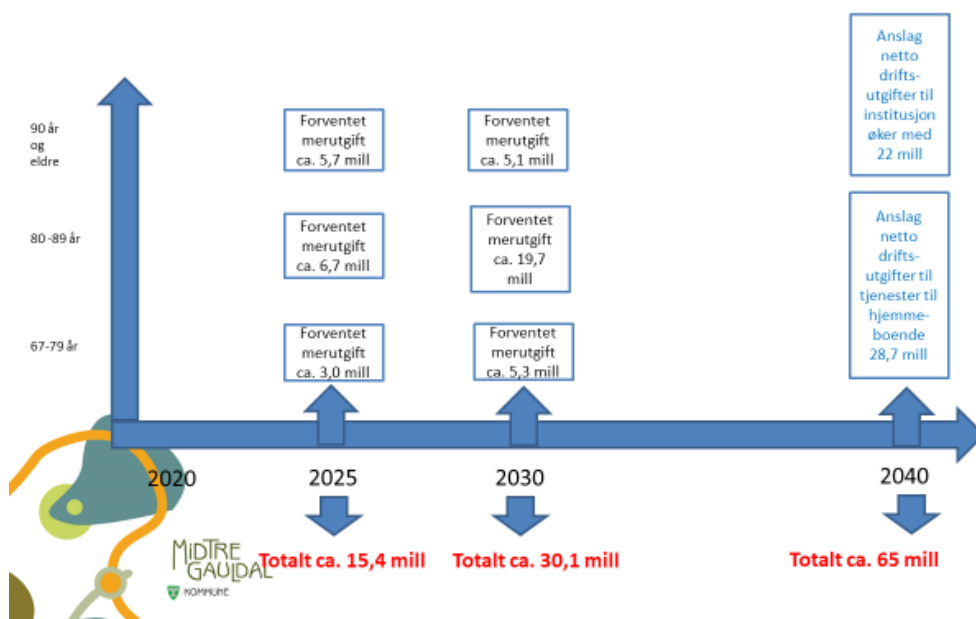 90 år
og
eldre
Forventet
merutgift
ca. 5,7 mill
Forventet
merutgift
ca. 5,1 mill
Anslag
netto
drifts-
utgifter til
institusjon
øker med
22 mill
80 -89 år
Forventet
merutgift
ca. 6,7 mill
Forventet
merutgift
ca. 19,7
mill
Anslag
netto
drifts-
utgifter til
tjenester til
hjemme-
boende
28,7 mill
67-79 år
Forventet
merutgift
ca. 3,0 mill
Forventet
merutgift
ca. 5,3 mill
2020
2025
2030
2040
MiDTRE
GAULDAL
KOMMUNE
Totalt ca. 15,4 mill
Totalt ca. 30,1 mill
Totalt ca. 65 mill